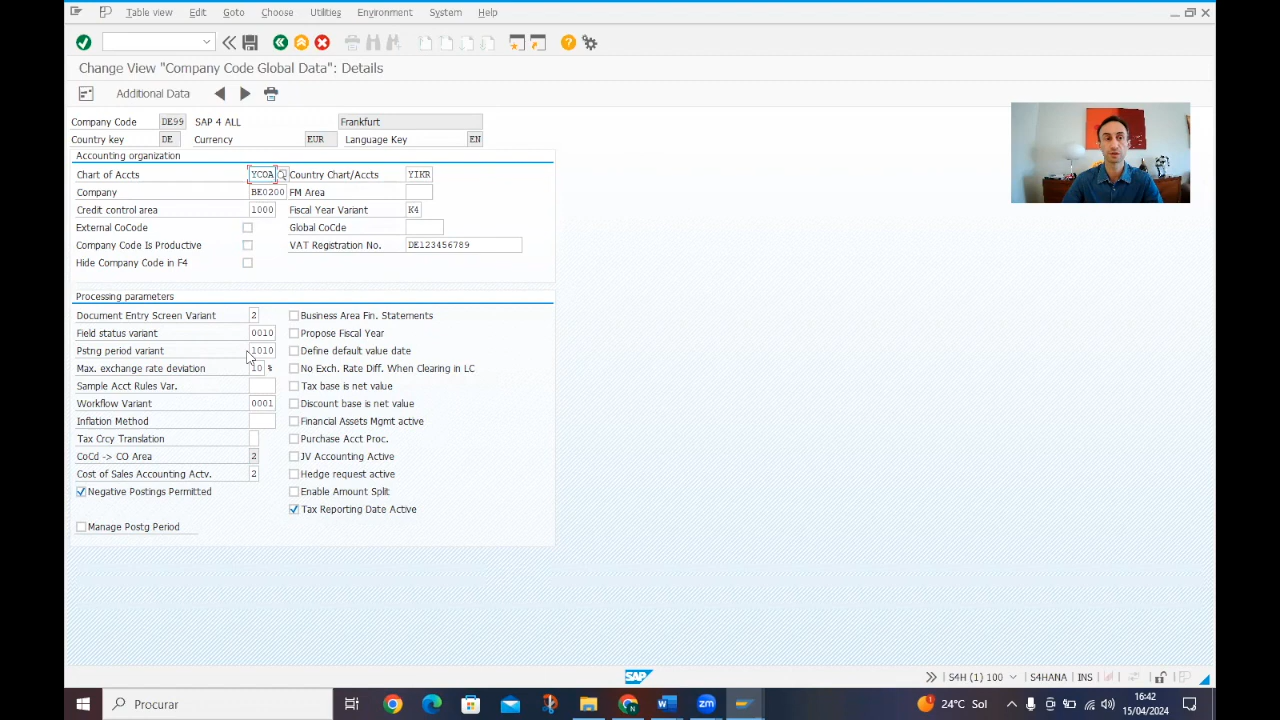 Table view Edit Goto Choose Utilities Environment System Help
Change View "Company Code Global Data": Details
Additional Data
Company Code DE99 SAP 4 ALL Frankfurt
Country key DE Currency EUR Language Key EN
Accounting organization
Chart of Accts YCOA Country Chart/Accts YIKR
Company BE0200 FM Area
Credit control area 1000 Fiscal Year Variant K4
External CoCode Global CoCde
Company Code Is Productive VAT Registration No. DE123456789
Hide Company Code in F4
Processing parameters
Document Entry Screen Variant 2 Business Area Fin. Statements
Field status variant 0010 Propose Fiscal Year
Pstng period variant 1010 Define default value date
Max. exchange rate deviation 10 % No Exch. Rate Diff. When Clearing in LC
Sample Acct Rules Var. Tax base is net value
Workflow Variant 0001 Discount base is net value
Inflation Method Financial Assets Mgmt active
Tax Crcy Translation Purchase Acct Proc.
CoCd -> CO Area 2 JV Accounting Active
Cost of Sales Accounting Actv. 2 Hedge request active
Negative Postings Permitted Enable Amount Split
Tax Reporting Date Active
Manage Postg Period
SAP S4H (1) 100 S4HANA INS
Procurar 24°C Sol 16:42
15/04/2024